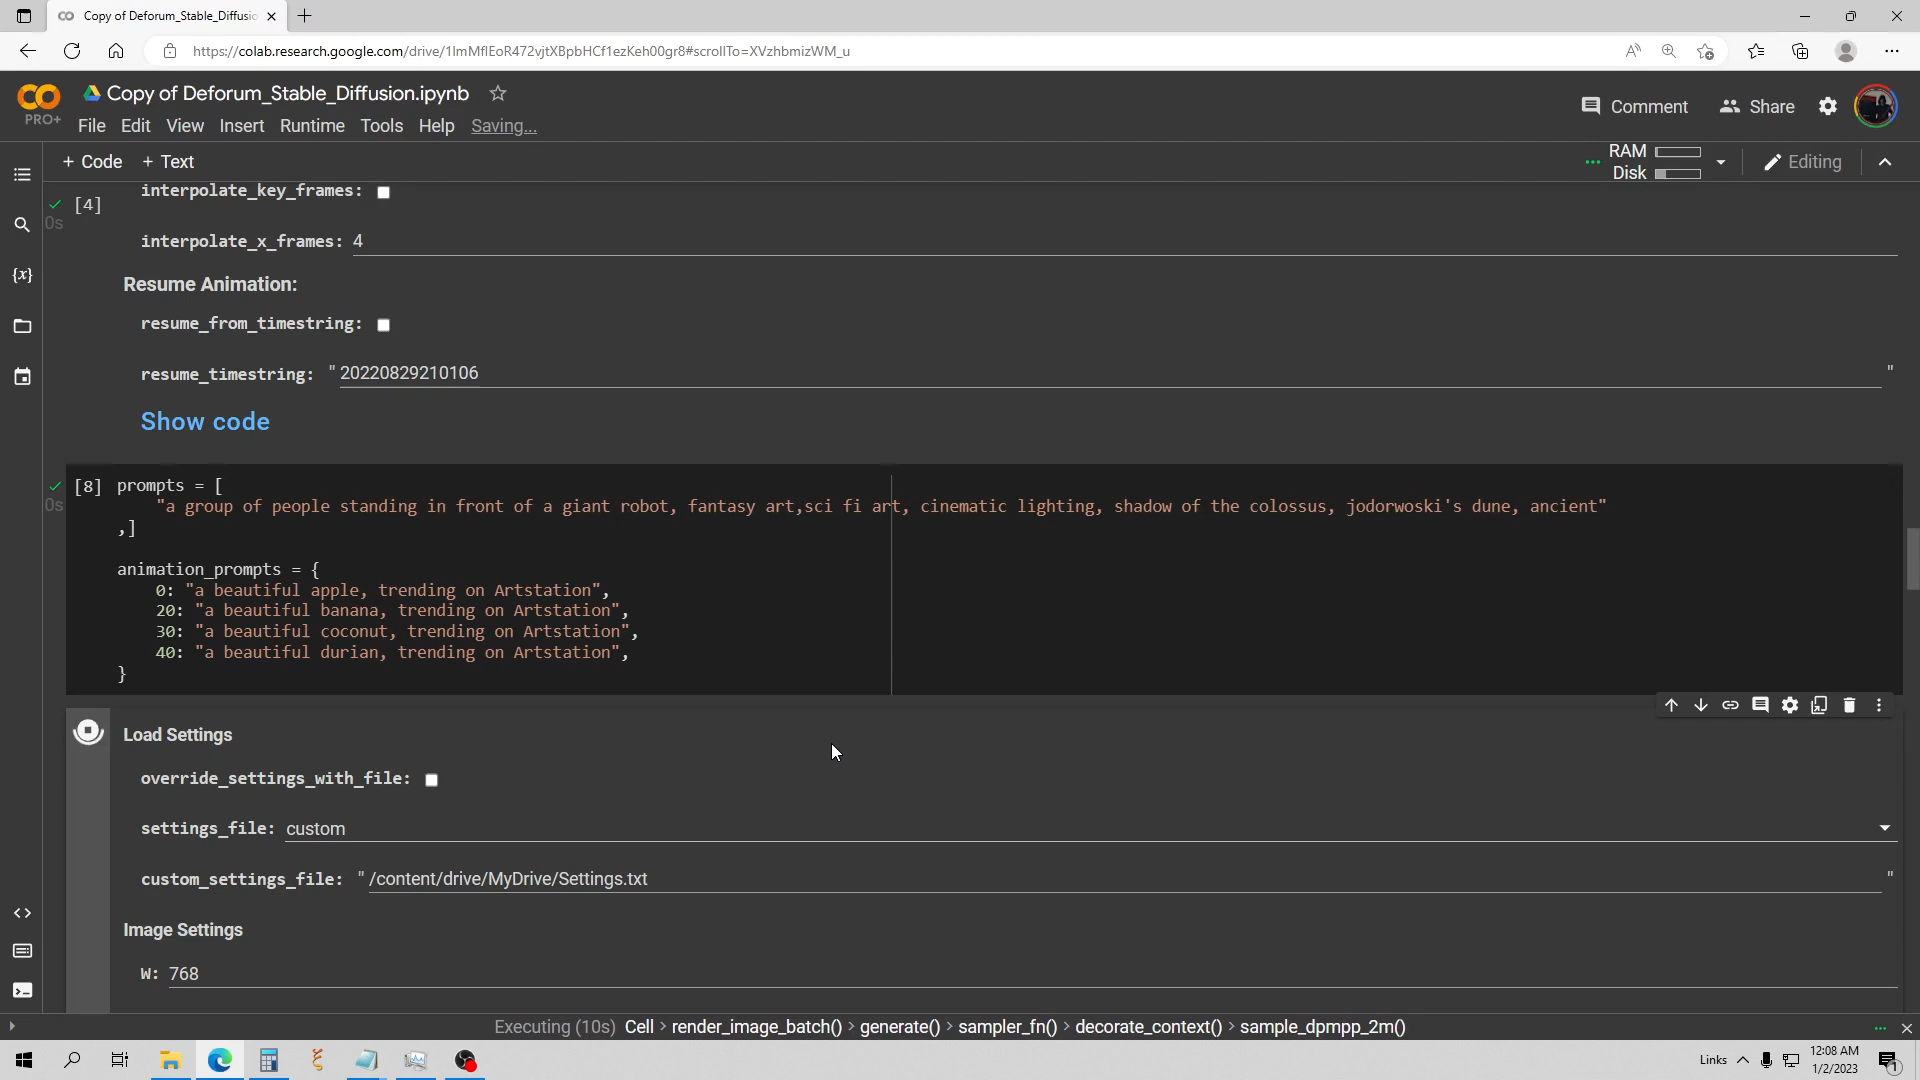 Copy of Deforum_Stable_Diffusio
https://colab.research.google.com/drive/1ImMflEoR472vjtXBpbHCf1ezKeh00gr8#scrollTo=XVzhbmizWM_u
PRO+
Copy of Deforum_Stable_Diffusion.ipynb
Comment
Share
File Edit View Insert Runtime Tools Help Saving...
+ Code + Text
RAM
Disk
Editing
[4]
0s
interpolate_key_frames:
interpolate_x_frames: 4
Resume Animation:
resume_from_timestring:
resume_timestring: "20220829210106"
Show code
[8]
0s
prompts = [
"a group of people standing in front of a giant robot, fantasy art,sci fi art, cinematic lighting, shadow of the colossus, jodorwoski's dune, ancient"
,]
animation_prompts = {
0: "a beautiful apple, trending on Artstation",
20: "a beautiful banana, trending on Artstation",
30: "a beautiful coconut, trending on Artstation",
40: "a beautiful durian, trending on Artstation",
}
Load Settings
override_settings_with_file:
settings_file: custom
custom_settings_file: "/content/drive/MyDrive/Settings.txt"
Image Settings
W: 768
Executing (10s) Cell > render_image_batch() > generate() > sampler_fn() > decorate_context() > sample_dpmpp_2m()
Links
12:08 AM
1/2/2023
1